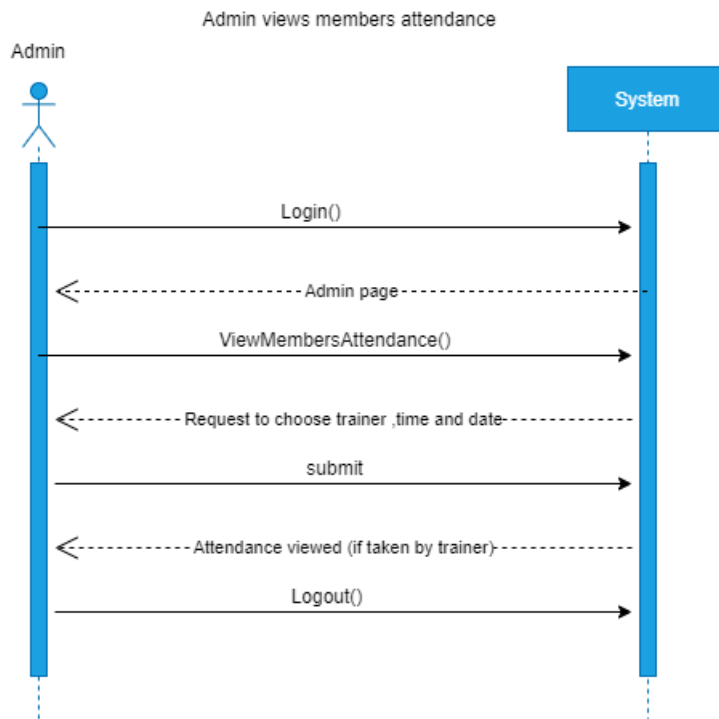 Admin views members attendance
Admin
System
Login()
Admin page
ViewMembersAttendance()
Request to choose trainer ,time and date
submit
Attendance viewed (if taken by trainer)
Logout()